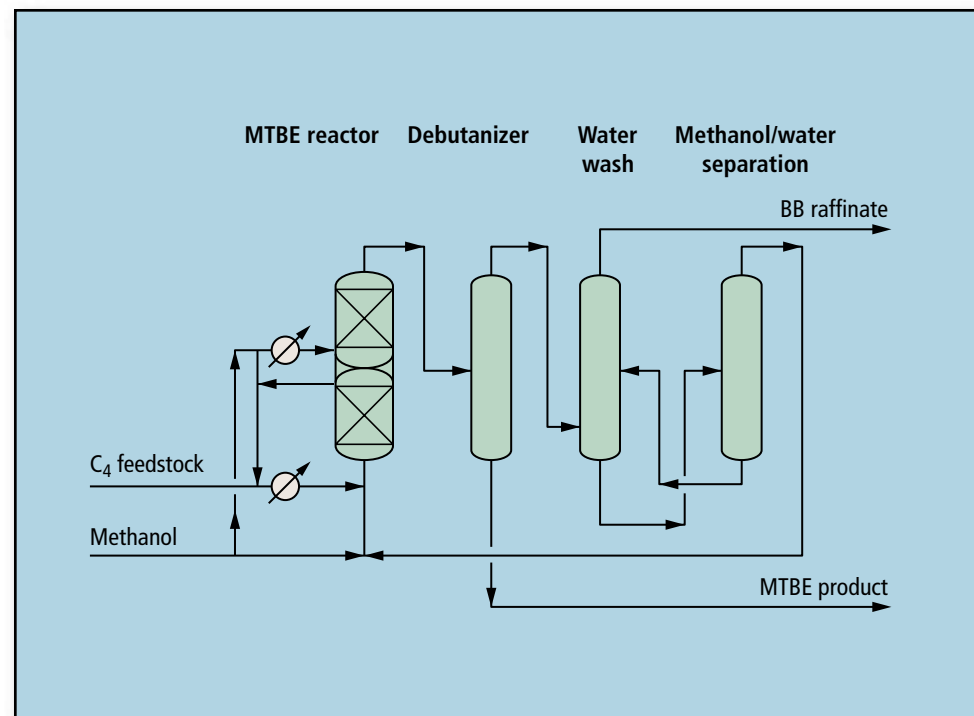 MTBE reactor
Debutanizer
Water
wash
Methanol/water
separation
BB raffinate
C₄ feedstock
Methanol
MTBE product